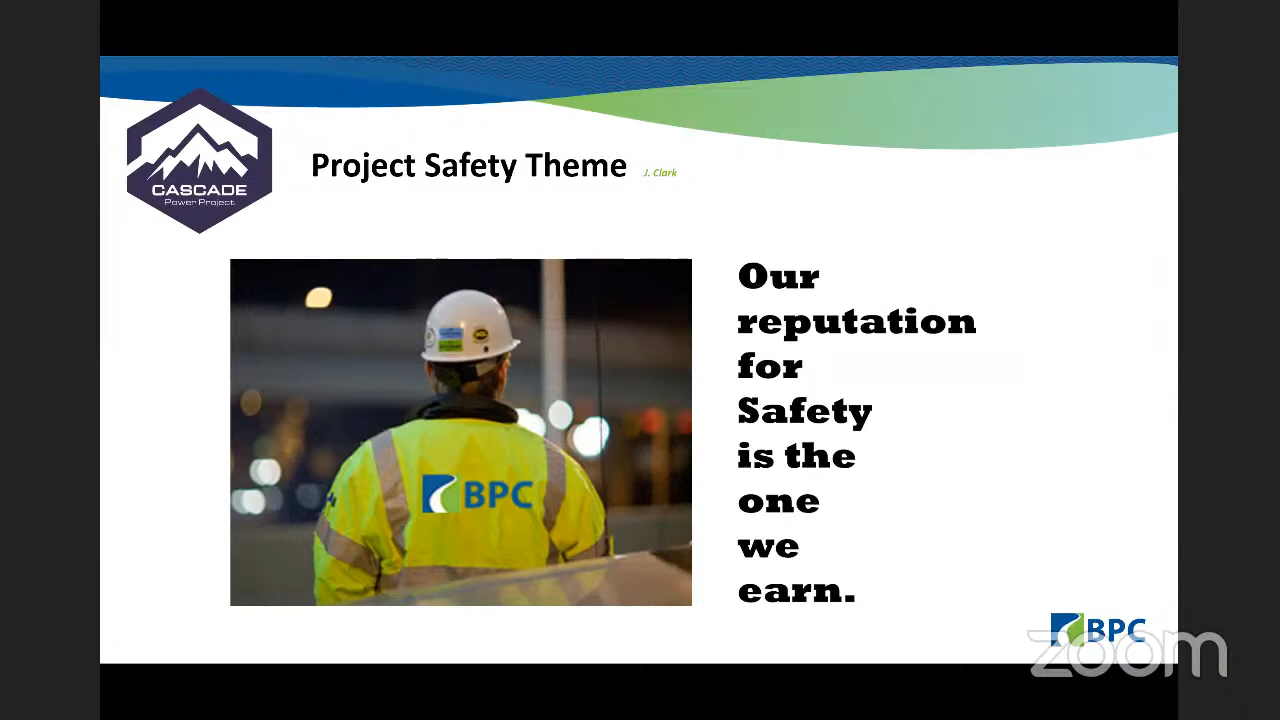 Project Safety Theme J. Clark
CASCADE
Power Project
Our
reputation
for
Safety
is the
one
we
earn.
BPC
BPC
zoom